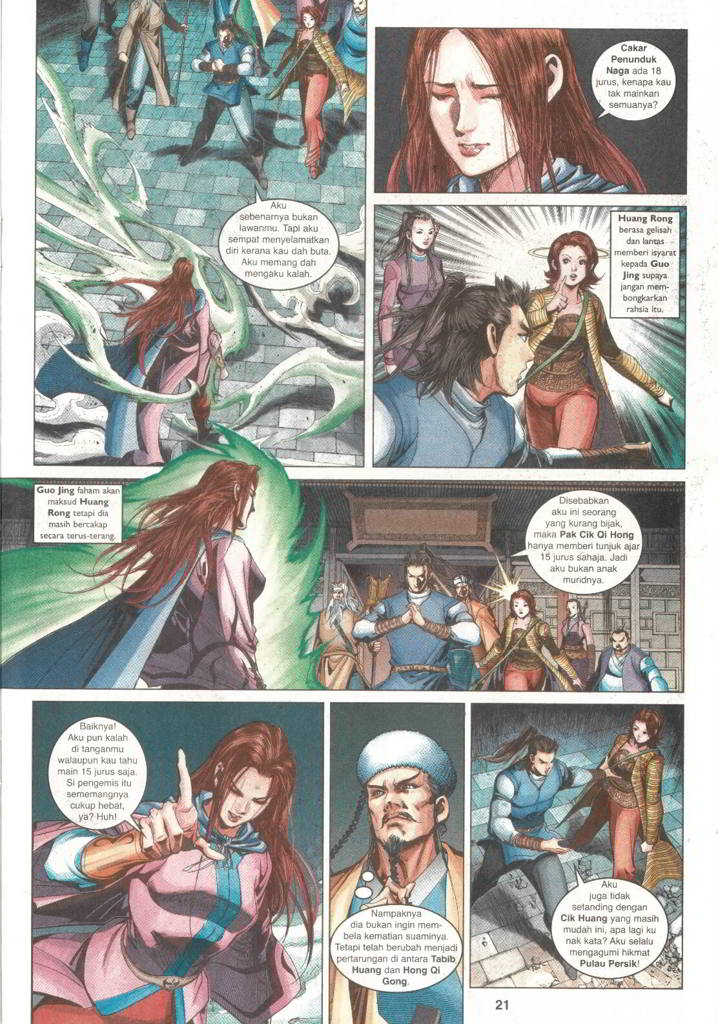 Aku
sebenarnya bukan
lawanmu. Tapi aku
sempat menyelamatkan
diri kerana kau dah buta.
Aku memang dah
mengaku kalah.
Cakar
Penunduk
Naga ada 18
jurus, kenapa kau
tak mainkan
semuanya?
Huang Rong
berasa gelisah
dan lantas
memberi isyarat
kepada Guo
Jing supaya
jangan mem-
bongkarkan
rahsia itu.
Guo Jing faham akan
maksud Huang
Rong tetapi dia
masih bercakap
secara terus-terang.
Disebabkan
aku ini seorang
yang kurang bijak,
maka Pak Cik Qi Hong
hanya memberi tunjuk ajar
15 jurus sahaja. Jadi
aku bukan anak
muridnya.
Baiknya!
Aku pun kalah
di tanganmu
walaupun kau tahu
main 15 jurus saja.
Si pengemis itu
sememangnya
cukup hebat,
ya? Huh!
Nampaknya
dia bukan ingin mem-
bela kematian suaminya.
Tetapi telah berubah menjadi
pertarungan di antara Tabib
Huang dan Hong Qi
Gong.
Aku
juga tidak
setanding dengan
Cik Huang yang masih
mudah ini, apa lagi ku
nak kata? Aku selalu
mengagumi hikmat
Pulau Persik!
21